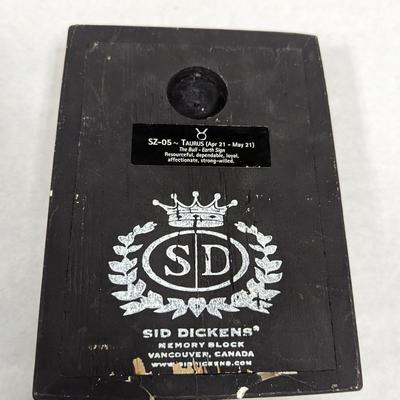 ♉
SZ-05 ~ TAURUS (Apr 21 - May 21)
The Bull - Earth Sign
Resourceful, dependable, loyal,
affectionate, strong-willed.
SD
SID DICKENS®
MEMORY BLOCK
VANCOUVER, CANADA
WWW.SIDDICKENS.COM